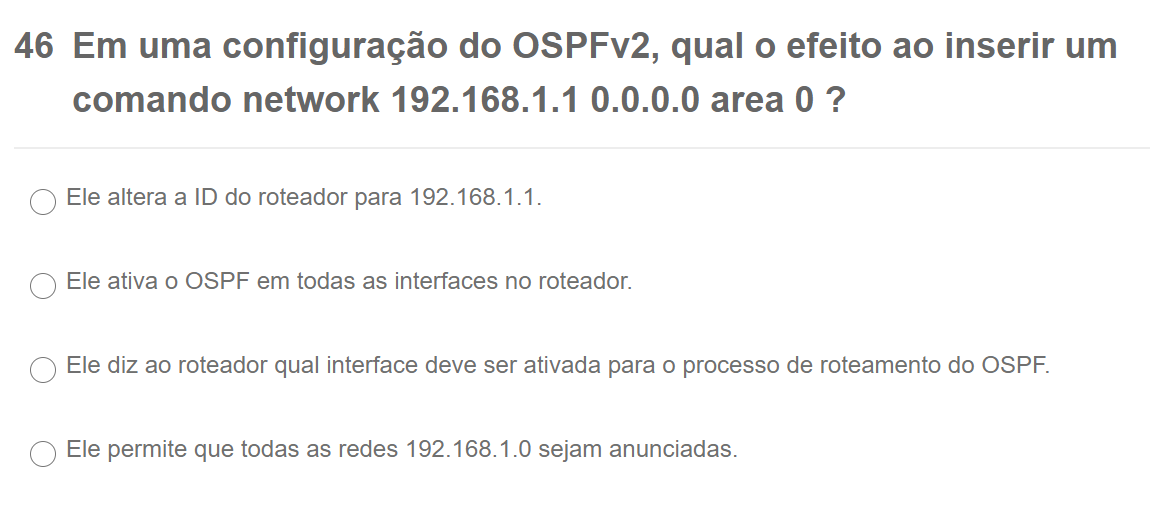 46 Em uma configuração do OSPFv2, qual o efeito ao inserir um
comando network 192.168.1.1 0.0.0.0 area 0 ?
Ele altera a ID do roteador para 192.168.1.1.
Ele ativa o OSPF em todas as interfaces no roteador.
Ele diz ao roteador qual interface deve ser ativada para o processo de roteamento do OSPF.
Ele permite que todas as redes 192.168.1.0 sejam anunciadas.